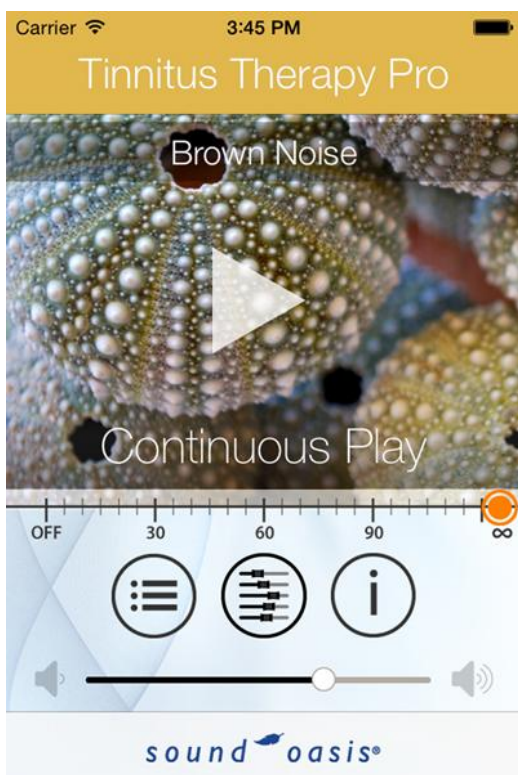 Carrier 3:45 PM
Tinnitus Therapy Pro
Brown Noise
Continuous Play
OFF 30 60 90 ∞
i
sound oasis®